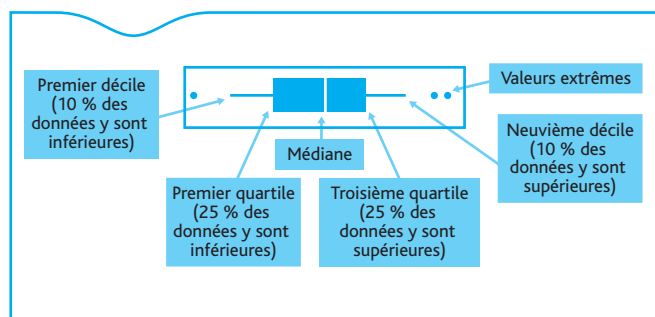 Premier décile
(10 % des
données y sont
inférieures)
Valeurs extrêmes
Neuvième décile
(10 % des
données y sont
supérieures)
Médiane
Premier quartile
(25 % des
données y sont
inférieures)
Troisième quartile
(25 % des
données y sont
supérieures)